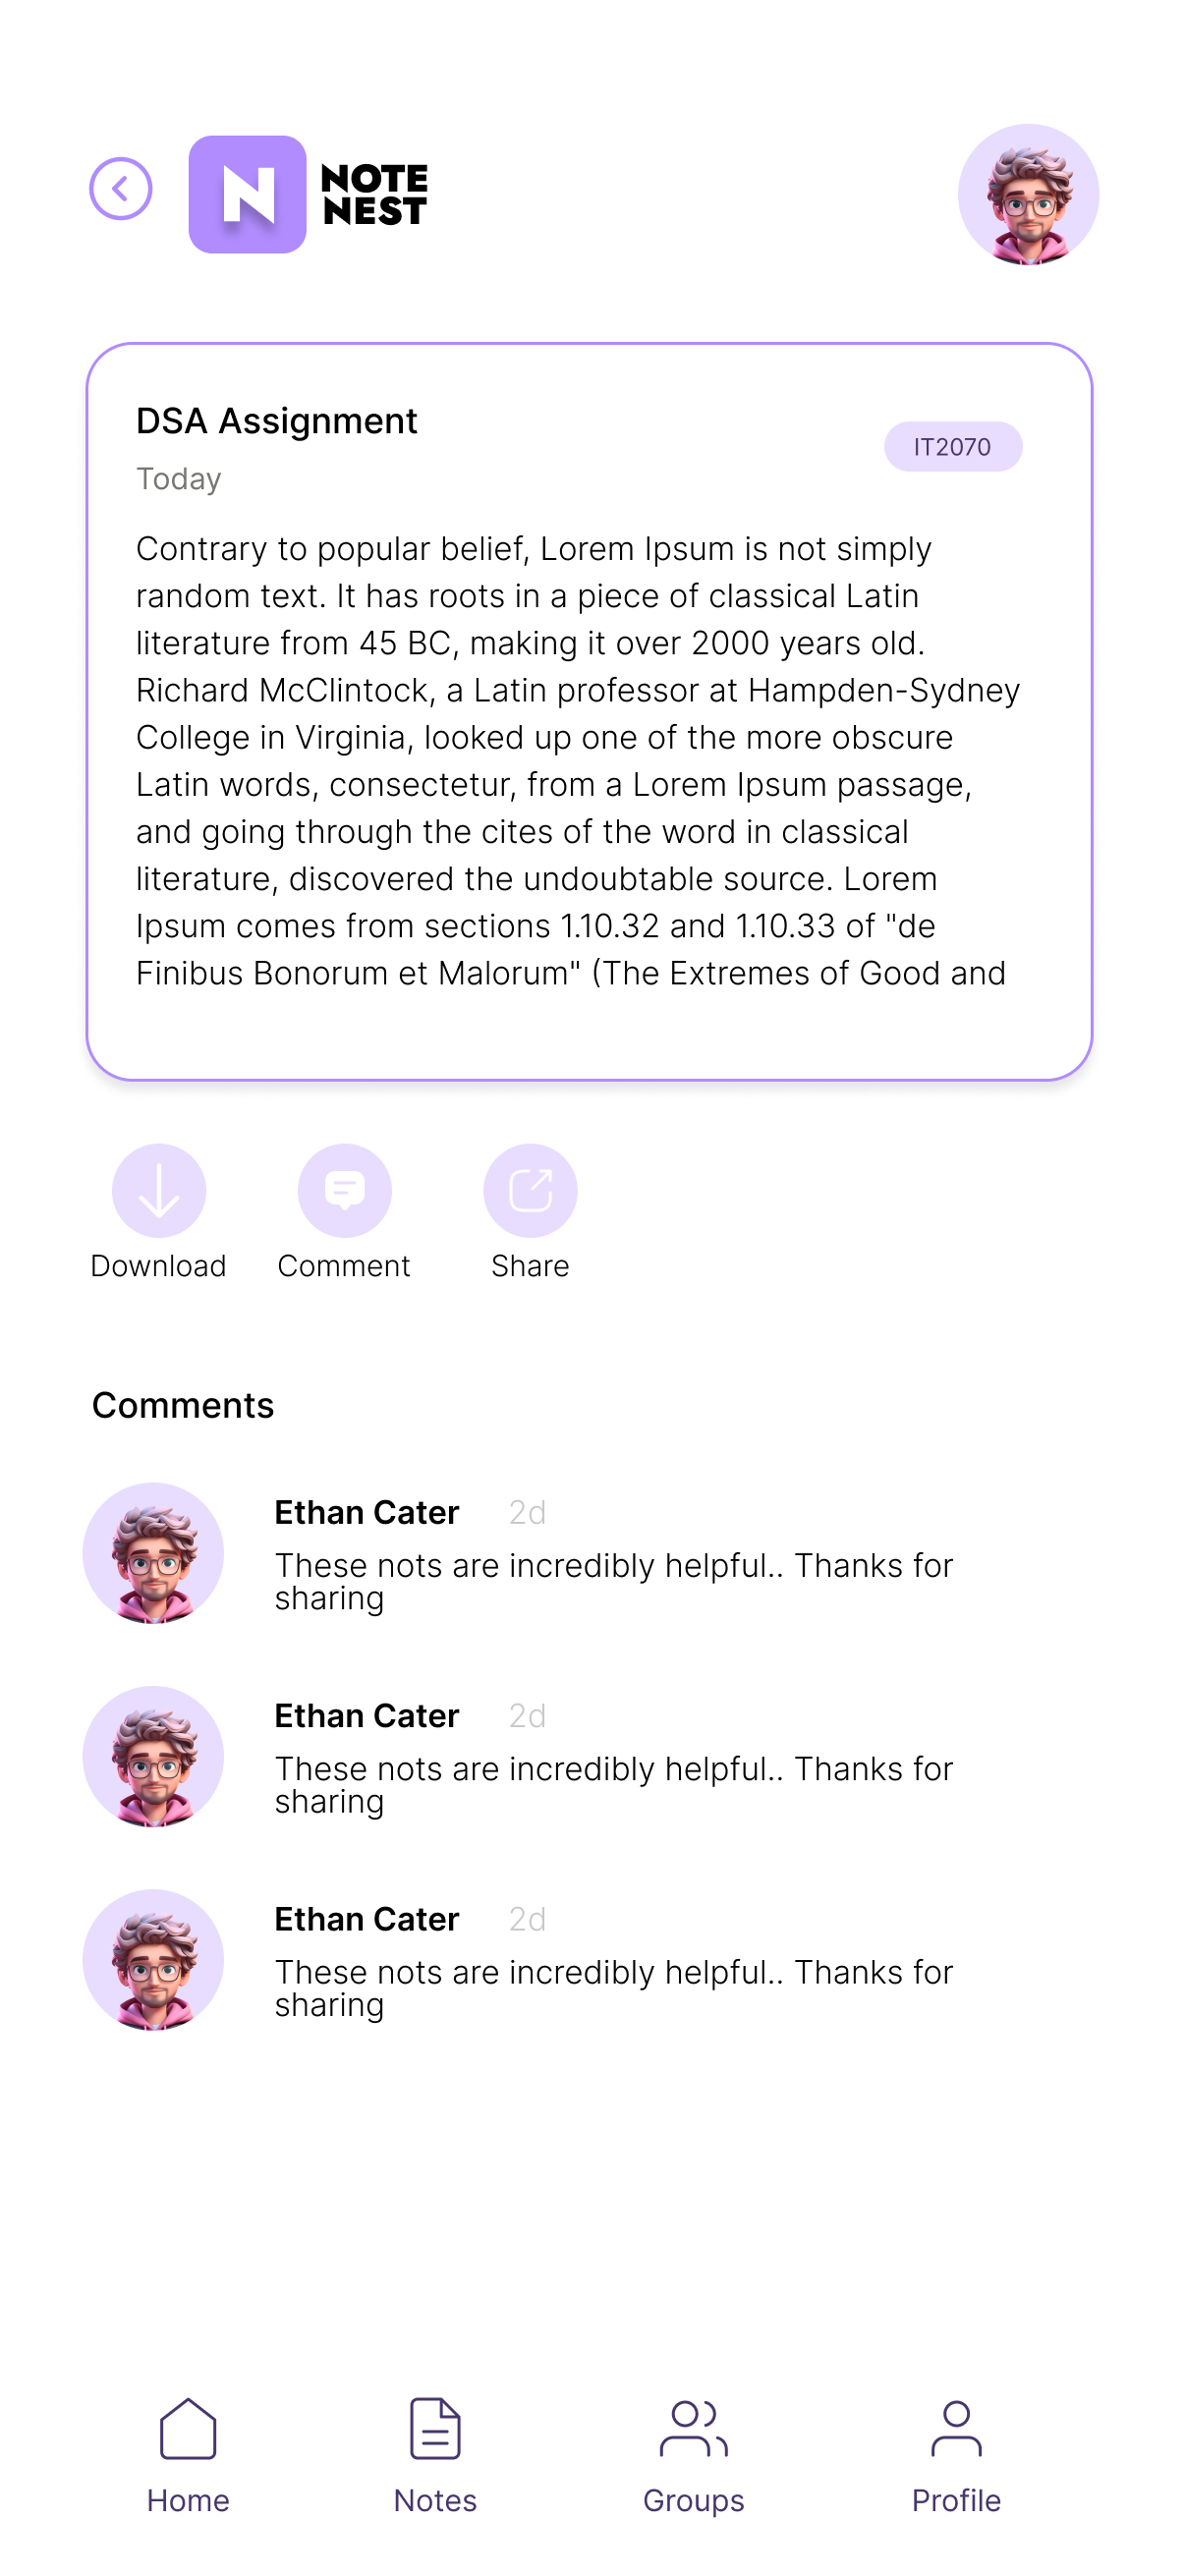 N
NOTE
NEST
DSA Assignment
IT2070
Today
Contrary to popular belief, Lorem Ipsum is not simply
random text. It has roots in a piece of classical Latin
literature from 45 BC, making it over 2000 years old.
Richard McClintock, a Latin professor at Hampden-Sydney
College in Virginia, looked up one of the more obscure
Latin words, consectetur, from a Lorem Ipsum passage,
and going through the cites of the word in classical
literature, discovered the undoubtable source. Lorem
Ipsum comes from sections 1.10.32 and 1.10.33 of "de
Finibus Bonorum et Malorum" (The Extremes of Good and
Download Comment Share
Comments
Ethan Cater 2d
These nots are incredibly helpful.. Thanks for
sharing
Ethan Cater 2d
These nots are incredibly helpful.. Thanks for
sharing
Ethan Cater 2d
These nots are incredibly helpful.. Thanks for
sharing
Home Notes Groups Profile